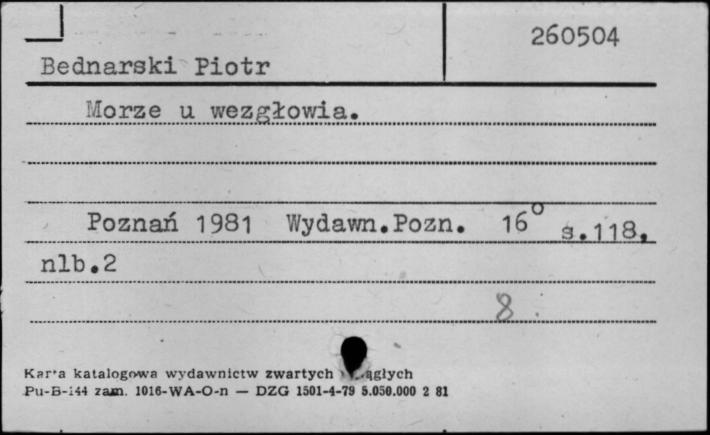 260504
Bednarski Piotr
Morze u wezgłowia.
Poznań 1981 Wydawn.Pozn. 16° s.118,
nlb.2
8
Karta katalogowa wydawnictw zwartych
Pu-B-144 zam. 1016-WA-O-n — DZG 1501-4-79 5.050.000 2 81